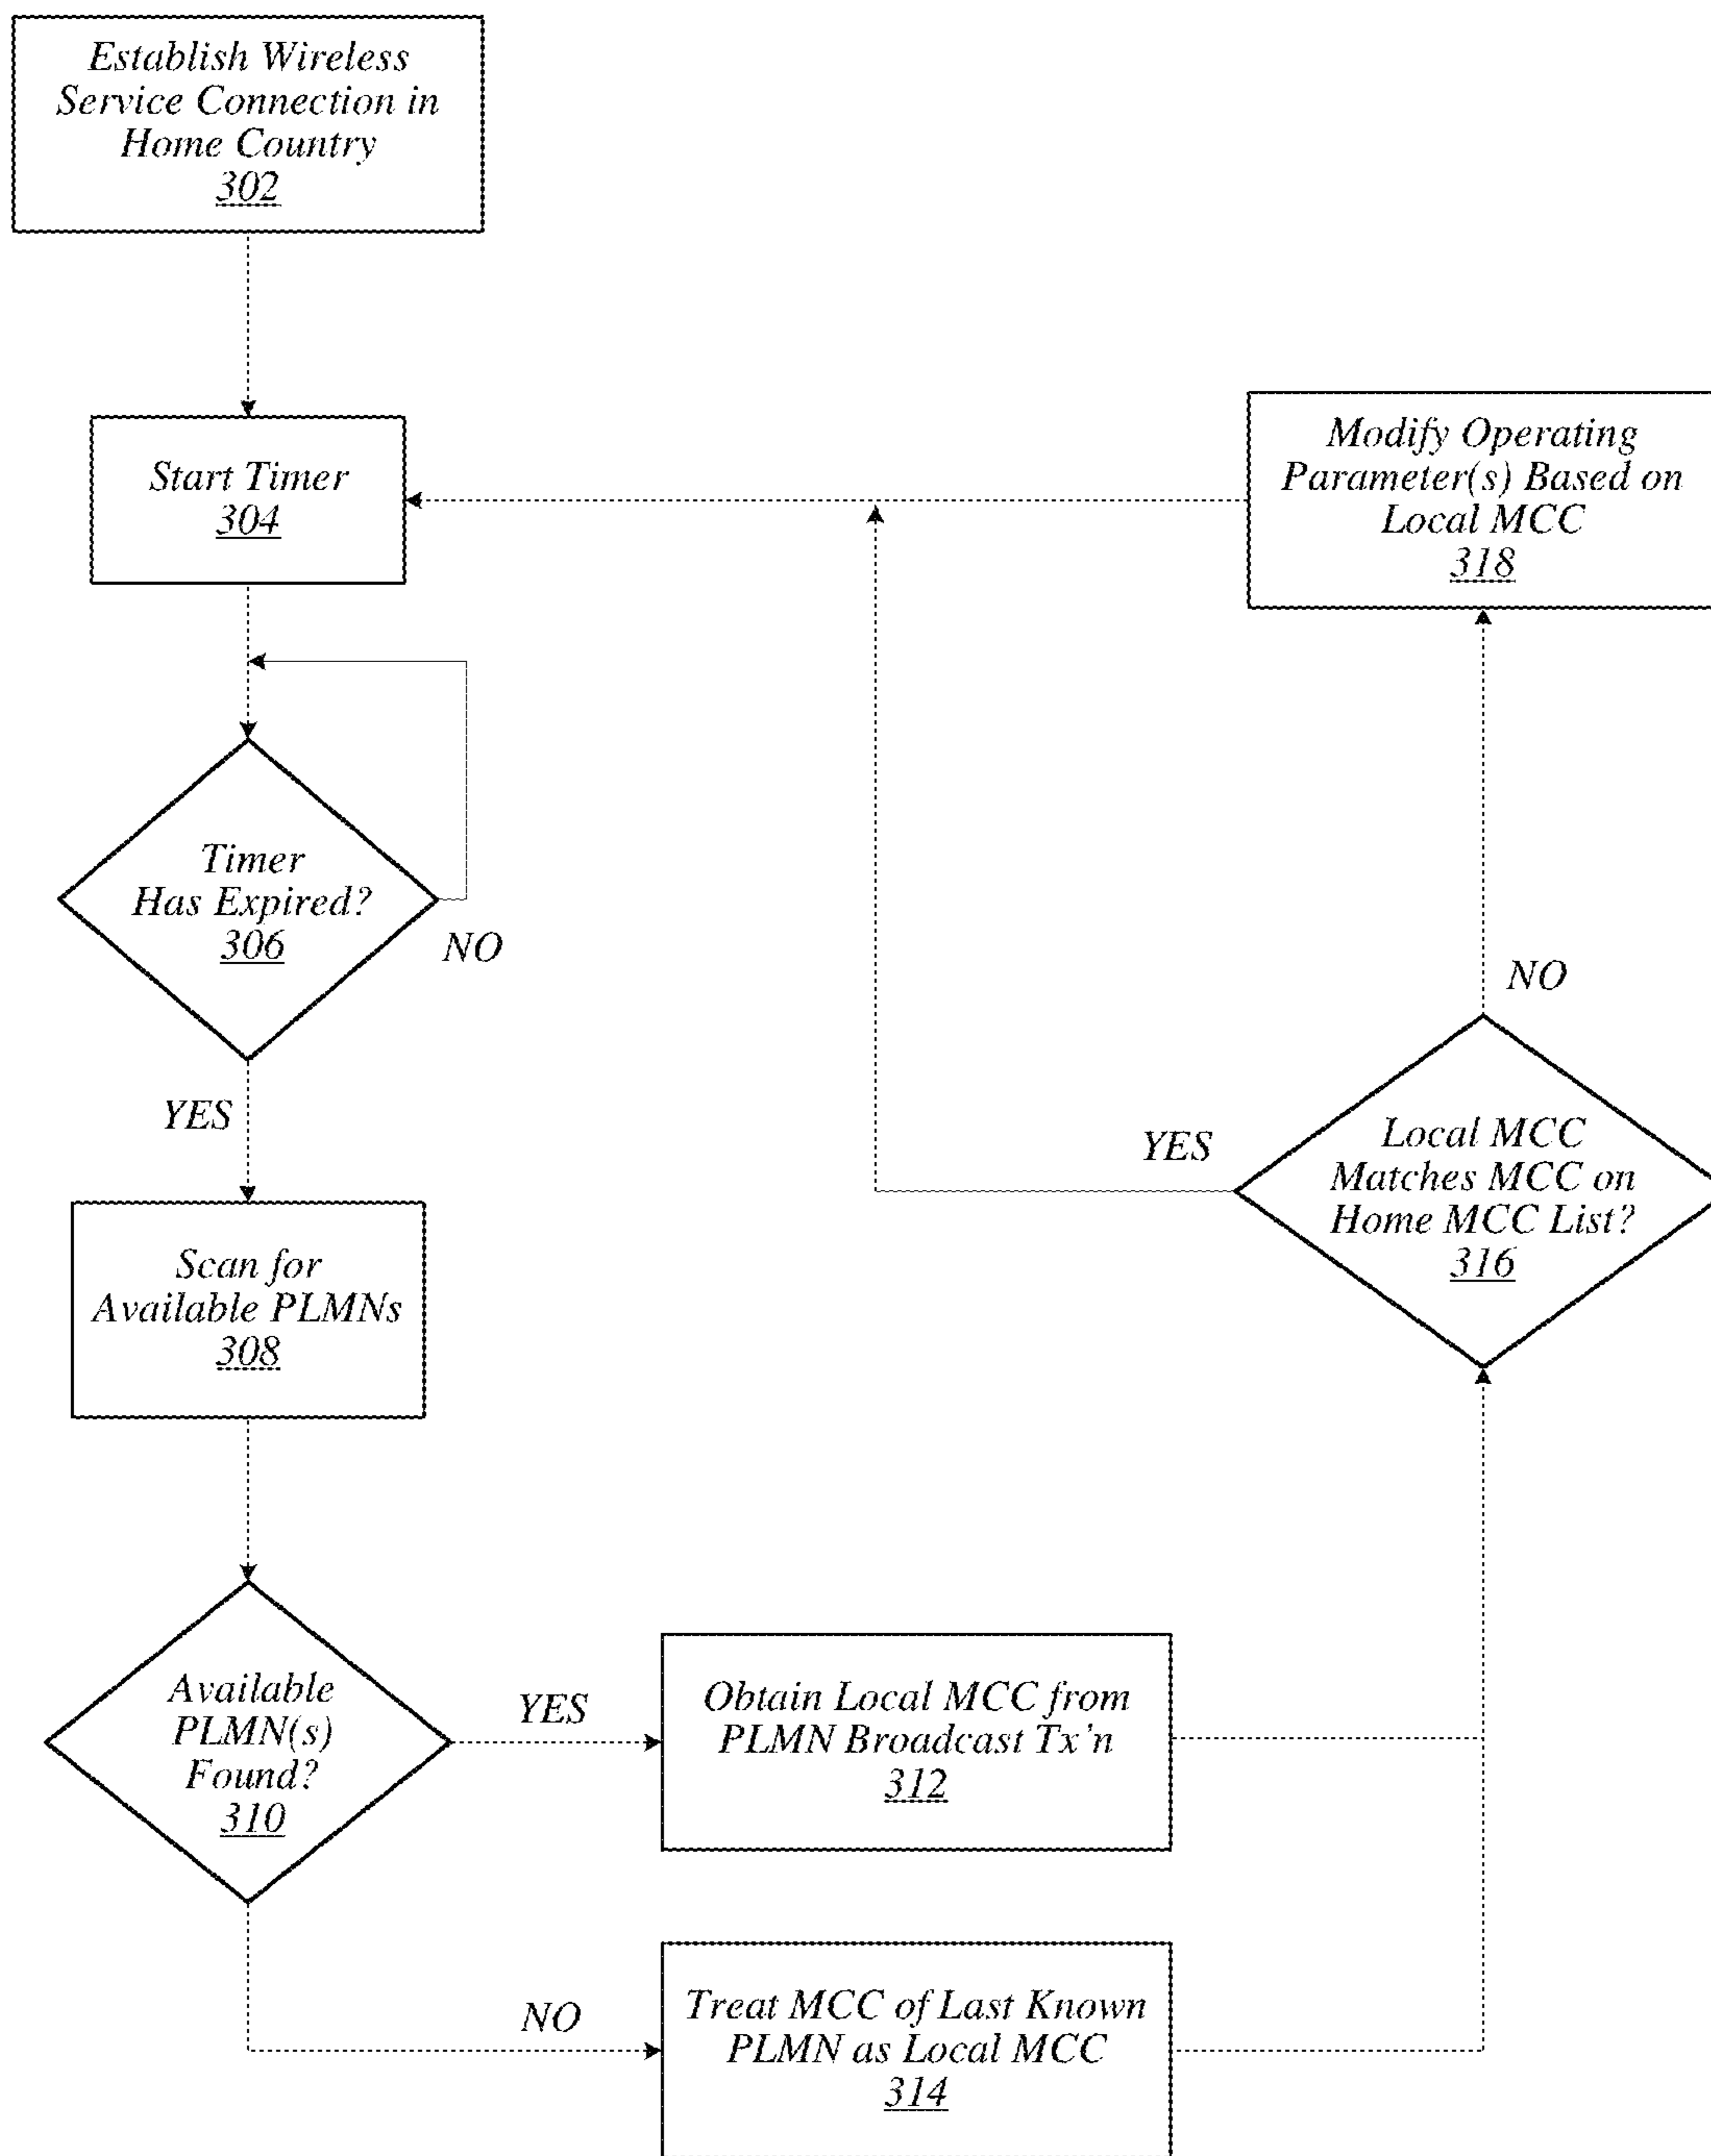 Establish Wireless
Service Connection in
Home Country
302
Start Timer
304
Timer
Has Expired?
306
NO
YES
Scan for
Available PLMNs
308
Available
PLMN(s)
Found?
310
YES
Obtain Local MCC from
PLMN Broadcast Tx'n
312
NO
Treat MCC of Last Known
PLMN as Local MCC
314
Local MCC
Matches MCC on
Home MCC List?
316
YES
NO
Modify Operating
Parameter(s) Based on
Local MCC
318